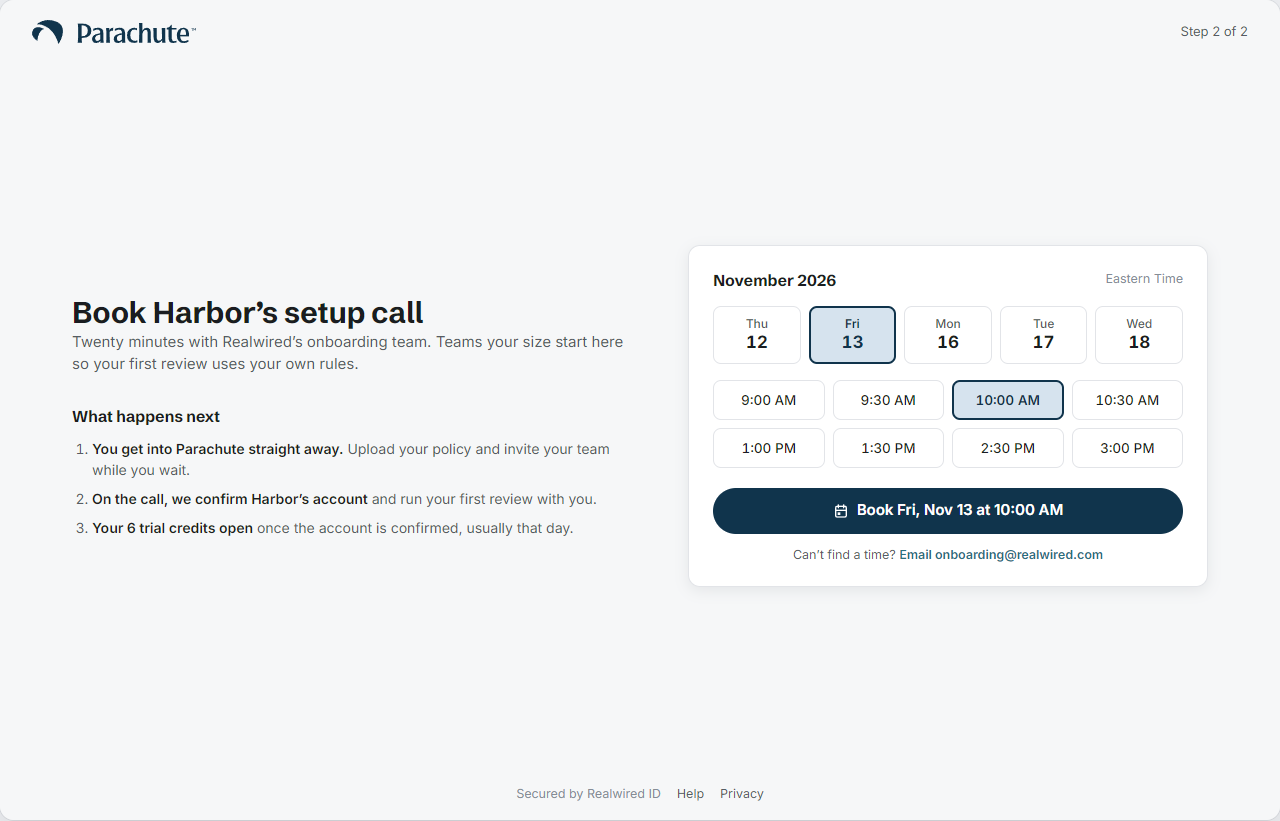 Parachute™
Step 2 of 2
Book Harbor’s setup call
Twenty minutes with Realwired’s onboarding team. Teams your size start here
so your first review uses your own rules.
What happens next
1. You get into Parachute straight away. Upload your policy and invite your team
while you wait.
2. On the call, we confirm Harbor’s account and run your first review with you.
3. Your 6 trial credits open once the account is confirmed, usually that day.
November 2026
Eastern Time
Thu Fri Mon Tue Wed
12 13 16 17 18
9:00 AM 9:30 AM 10:00 AM 10:30 AM
1:00 PM 1:30 PM 2:30 PM 3:00 PM
Book Fri, Nov 13 at 10:00 AM
Can’t find a time? Email onboarding@realwired.com
Secured by Realwired ID Help Privacy